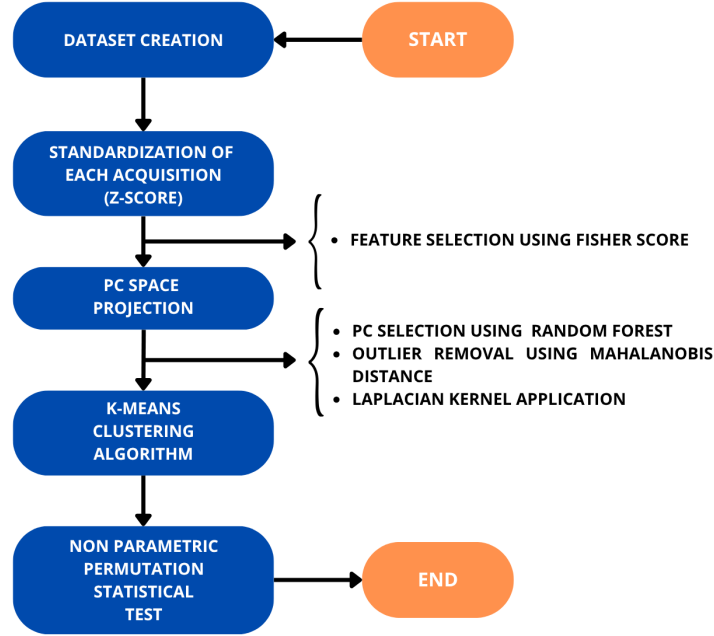 DATASET CREATION
START
STANDARDIZATION OF
EACH ACQUISITION
(Z-SCORE)
• FEATURE SELECTION USING FISHER SCORE
PC SPACE
PROJECTION
• PC SELECTION USING RANDOM FOREST
• OUTLIER REMOVAL USING MAHALANOBIS
DISTANCE
• LAPLACIAN KERNEL APPLICATION
K-MEANS
CLUSTERING
ALGORITHM
NON PARAMETRIC
PERMUTATION
STATISTICAL
TEST
END